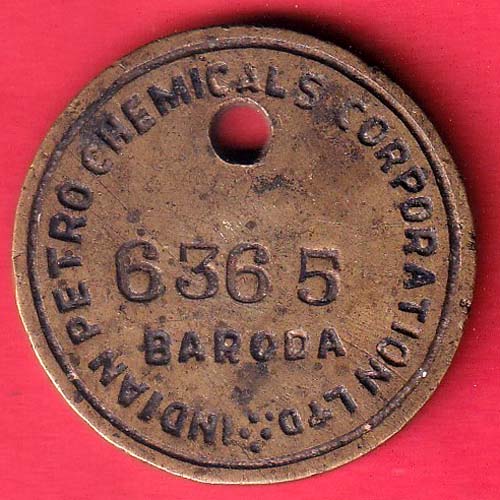 INDIAN PETRO CHEMICALS CORPORATION LTD.
6365
BARODA